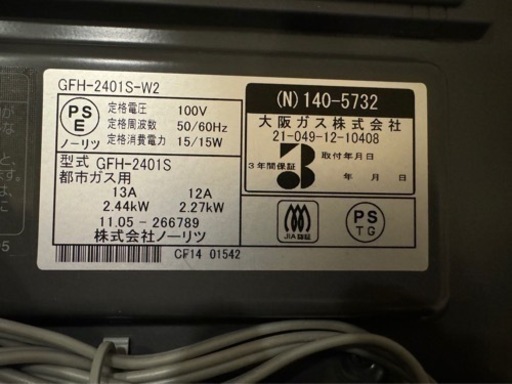 GFH-2401S-W2
PS
E
ノーリツ
定格電圧 100V
定格周波数 50/60Hz
定格消費電力 15/15W
型式 GFH-2401S
都市ガス用
13A 12A
2.44kW 2.27kW
11.05-266789
株式会社ノーリツ
CF14 01542
(N) 140-5732
大阪ガス株式会社
21-049-12-10408
3年間保証
3
取付年月日
年 月 日
JIA認証
PS
TG